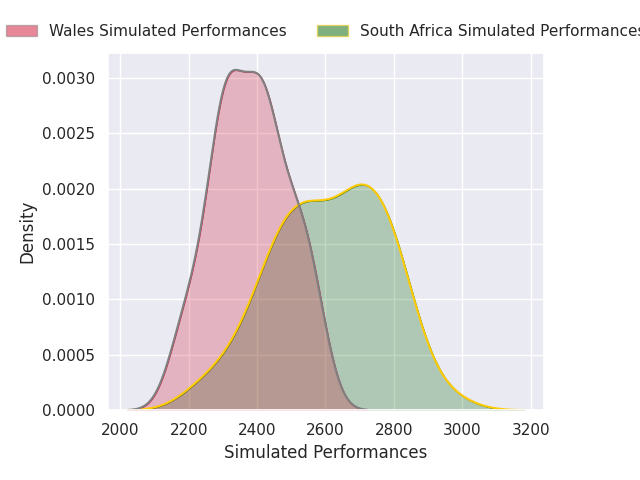 Wales Simulated Performances South Africa Simulated Performances
0.0030
0.0025
0.0020
0.0015
0.0010
0.0005
0.0000
Density
2000 2200 2400 2600 2800 3000 3200
Simulated Performances